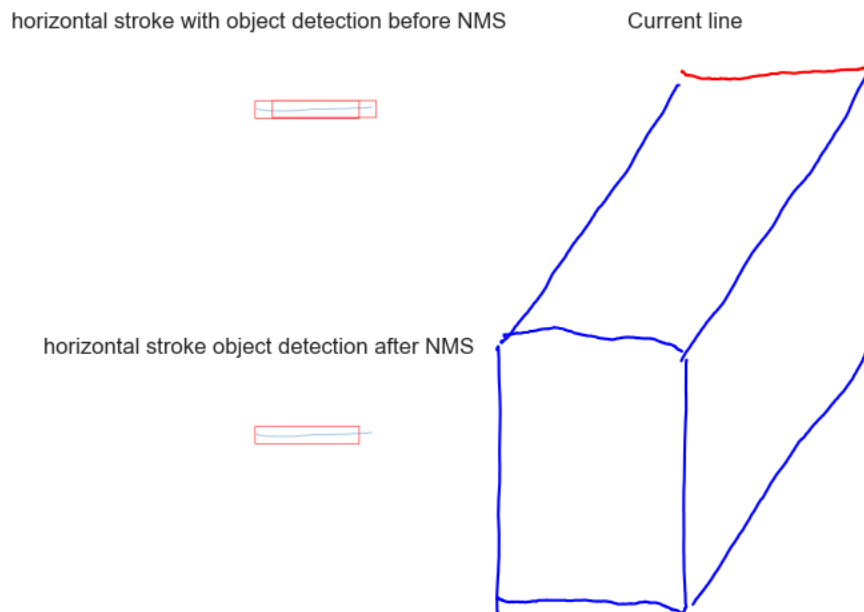 horizontal stroke with object detection before NMS
Current line
horizontal stroke object detection after NMS